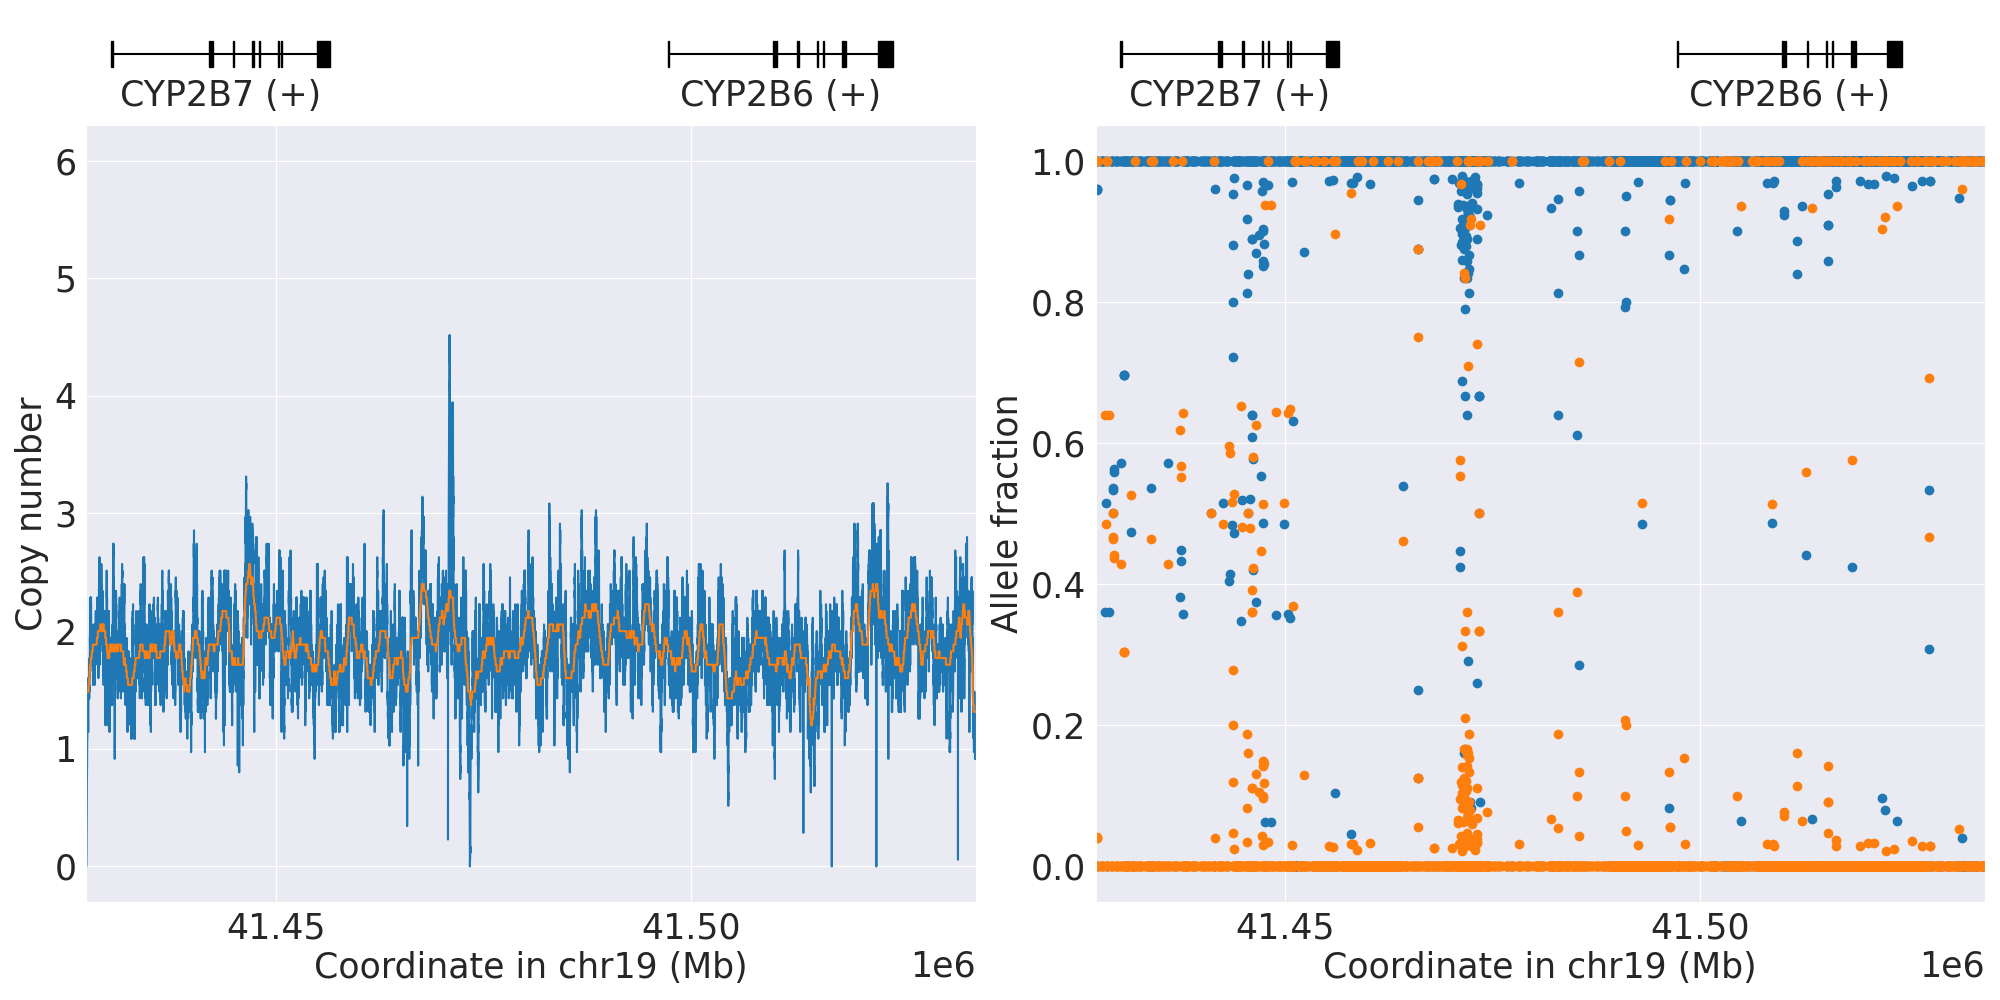 CYP2B7 (+)
CYP2B6 (+)
6
5
4
3
2
1
0
Copy number
41.45
41.50
Coordinate in chr19 (Mb)
1e6
CYP2B7 (+)
CYP2B6 (+)
1.0
0.8
0.6
0.4
0.2
0.0
Allele fraction
41.45
41.50
Coordinate in chr19 (Mb)
1e6